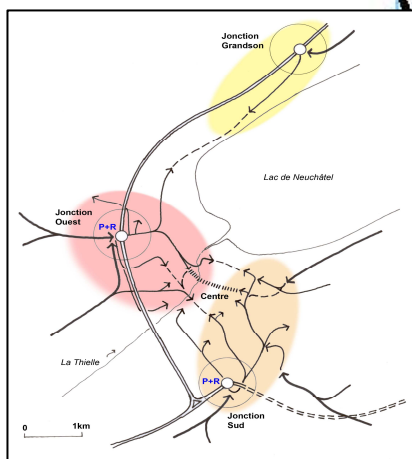 Jonction
Grandson
Lac de Neuchâtel
Jonction
Ouest
P+R
Centre
La Thielle
P+R
Jonction
Sud
0 1km